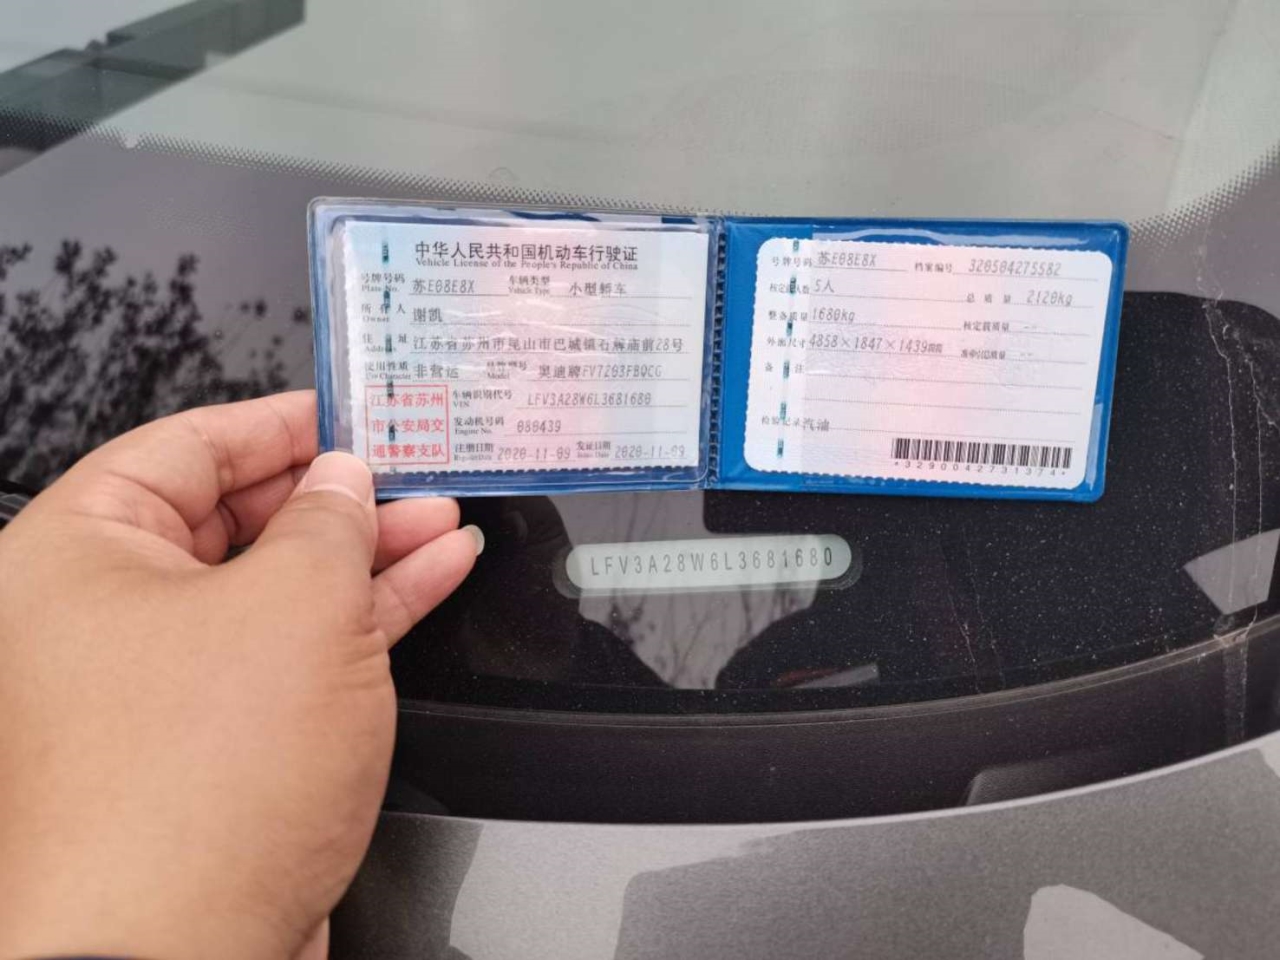 中华人民共和国机动车行驶证
Vehicle License of the People's Republic of China
号牌号码 苏E08E8X 车辆类型 小型轿车
Plate No. Vehicle Type
所有人 谢凯
Owner
住址 江苏省苏州市昆山市巴城镇石牌庙前28号
Address
使用性质 非营运 品牌型号 奥迪牌FV7203FBQCG
Use Character Model
江苏省苏州
市公安局交
通警察支队
车辆识别代号 LFV3A28W6L3681680
VIN
发动机号码 080439
Engine No.
注册日期 2020-11-09 发证日期 2020-11-09
Register Date Issue Date
号牌号码 苏E08E8X 档案编号 320504275582
核定载人数 5人 总质量 2120kg
整备质量 1680kg 核定载质量 --
外廓尺寸 4858×1847×1439mm 准牵引总质量 --
备注
检验记录 汽油
*3290042731374*
LFV3A28W6L3681680